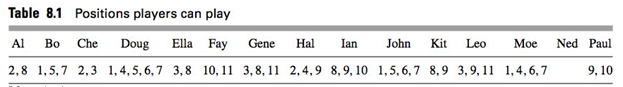 Table 8.1 Positions players can play
Al Bo Che Doug Ella Fay Gene Hal Ian John Kit Leo Moe Ned Paul
2, 8 1, 5, 7 2, 3 1, 4, 5, 6, 7 3, 8 10, 11 3, 8, 11 2, 4, 9 8, 9, 10 1, 5, 6, 7 8, 9 3, 9, 11 1, 4, 6, 7 9, 10